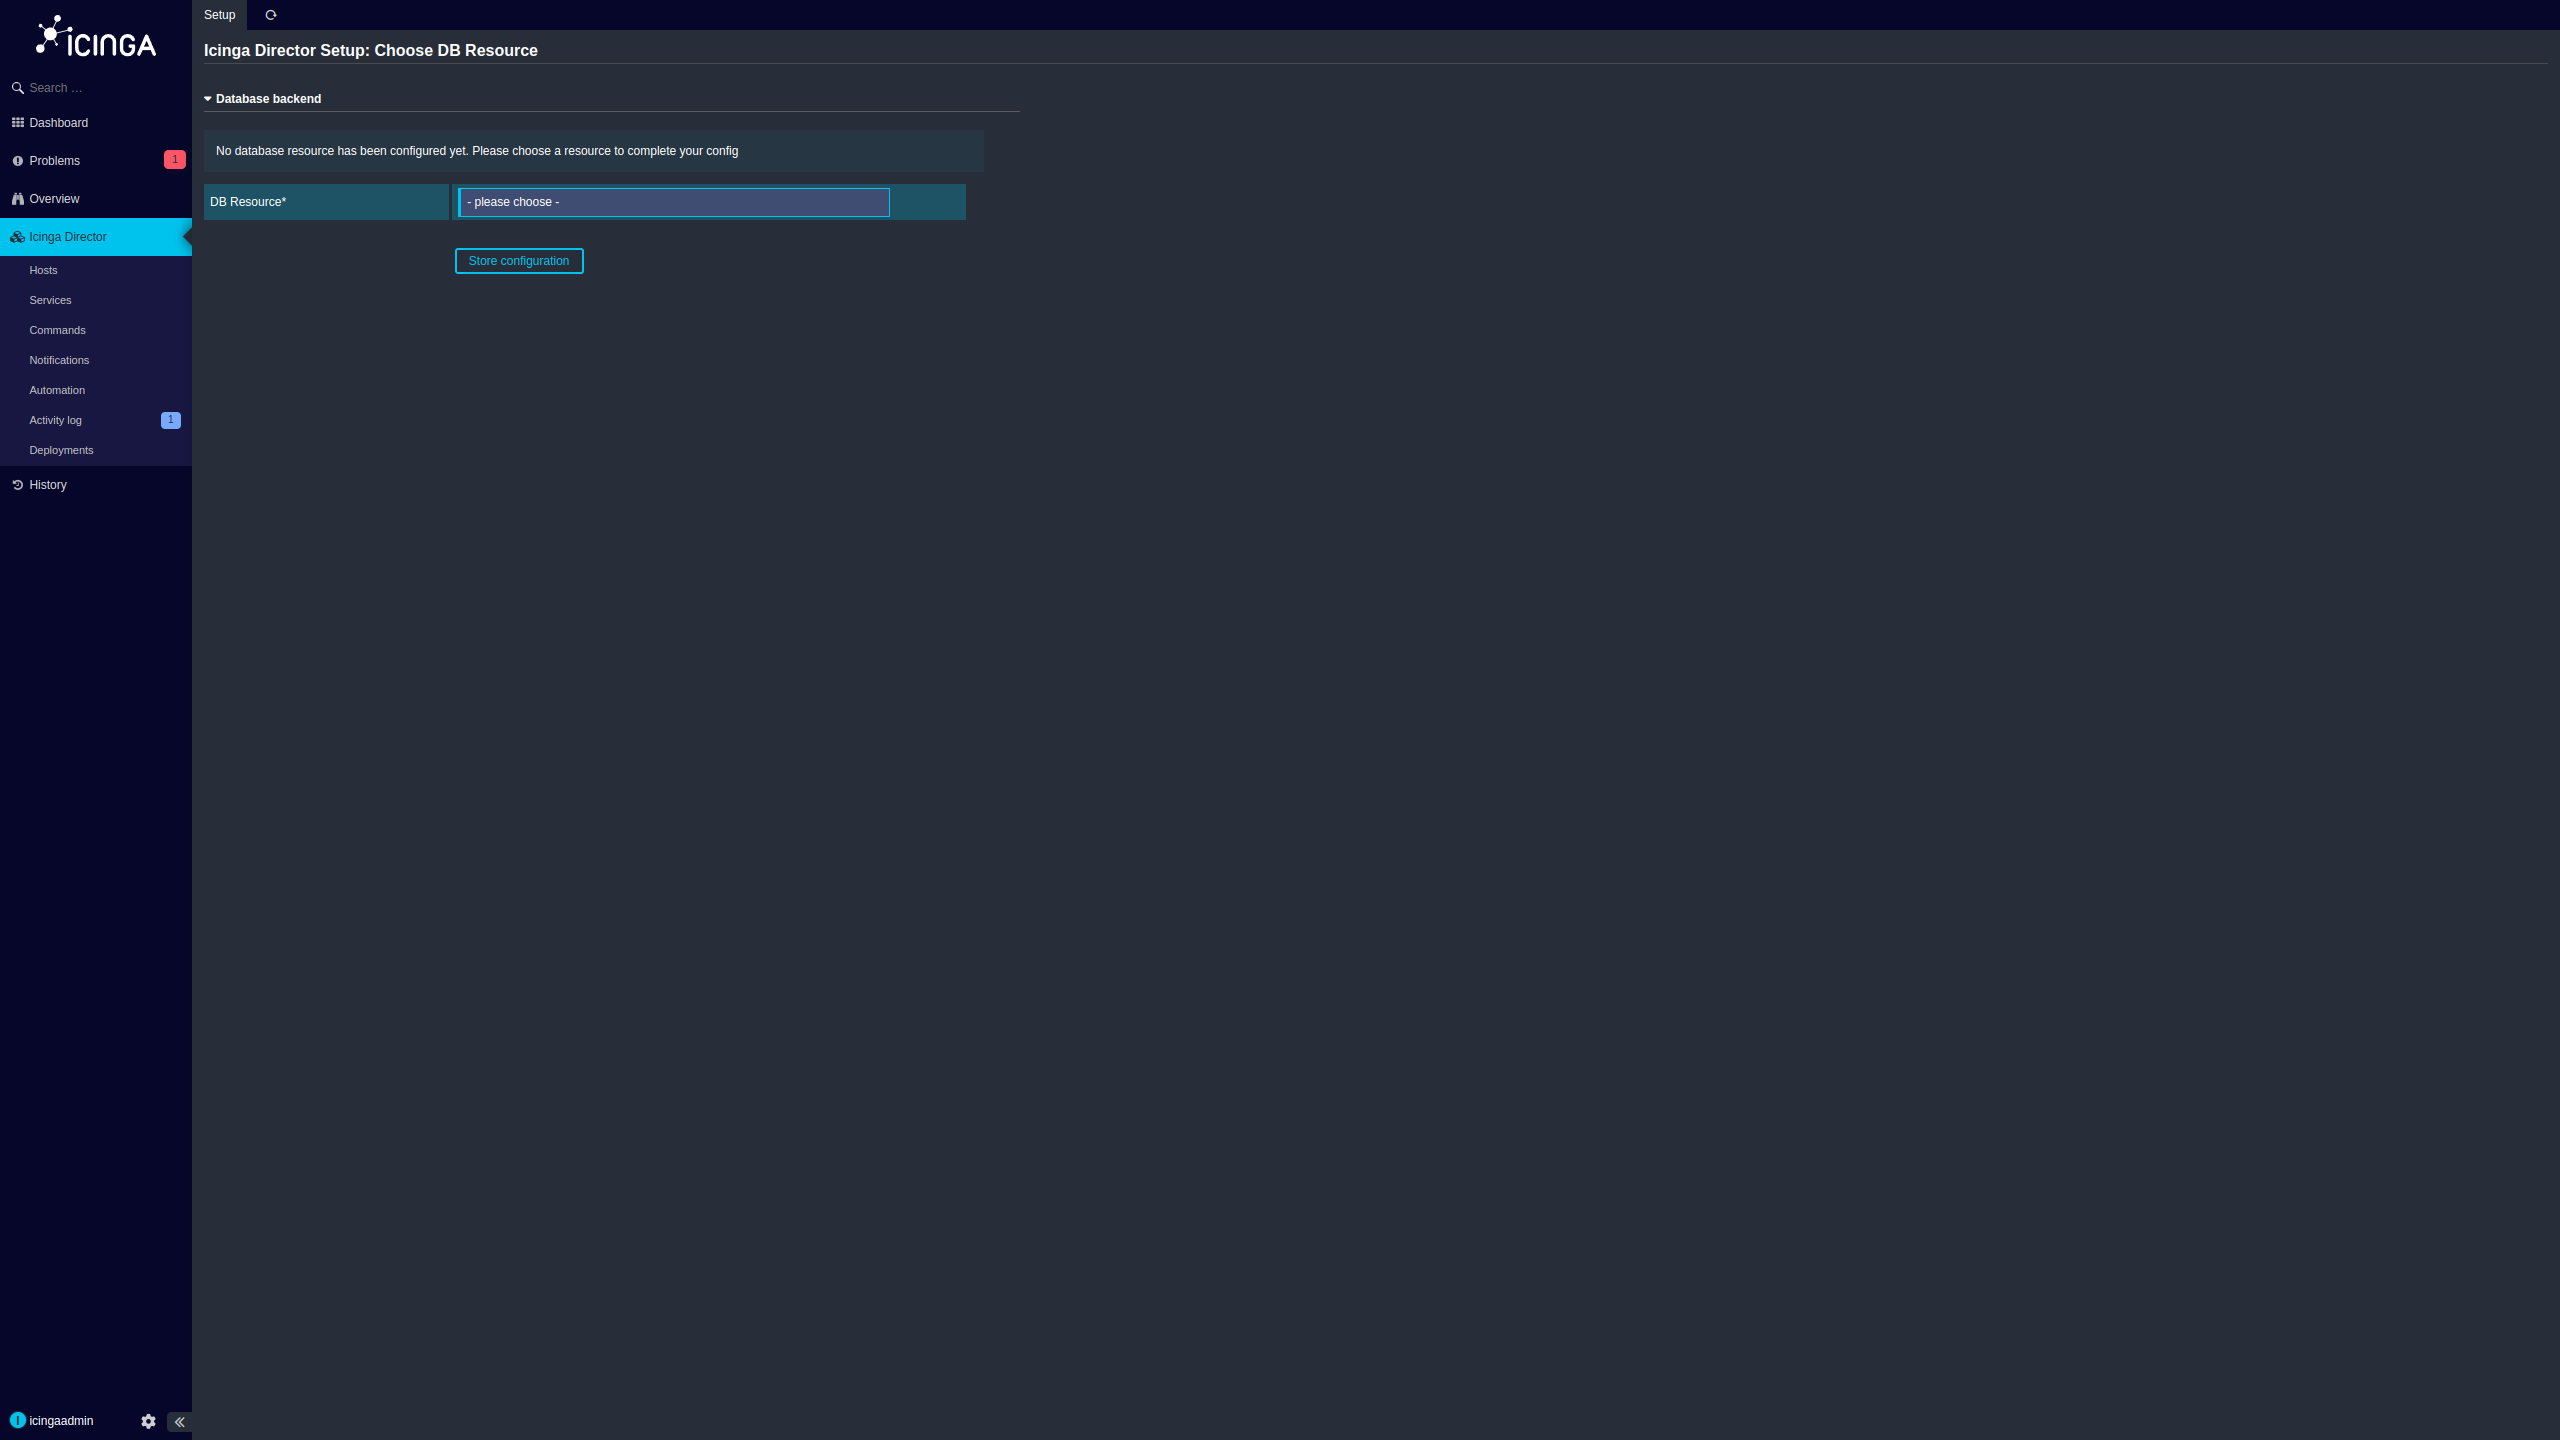 Setup
ICINGA
Icinga Director Setup: Choose DB Resource
Search …
Database backend
Dashboard
No database resource has been configured yet. Please choose a resource to complete your config
Problems 1
Overview
DB Resource* - please choose -
Icinga Director
Store configuration
Hosts
Services
Commands
Notifications
Automation
Activity log 1
Deployments
History
I icingaadmin